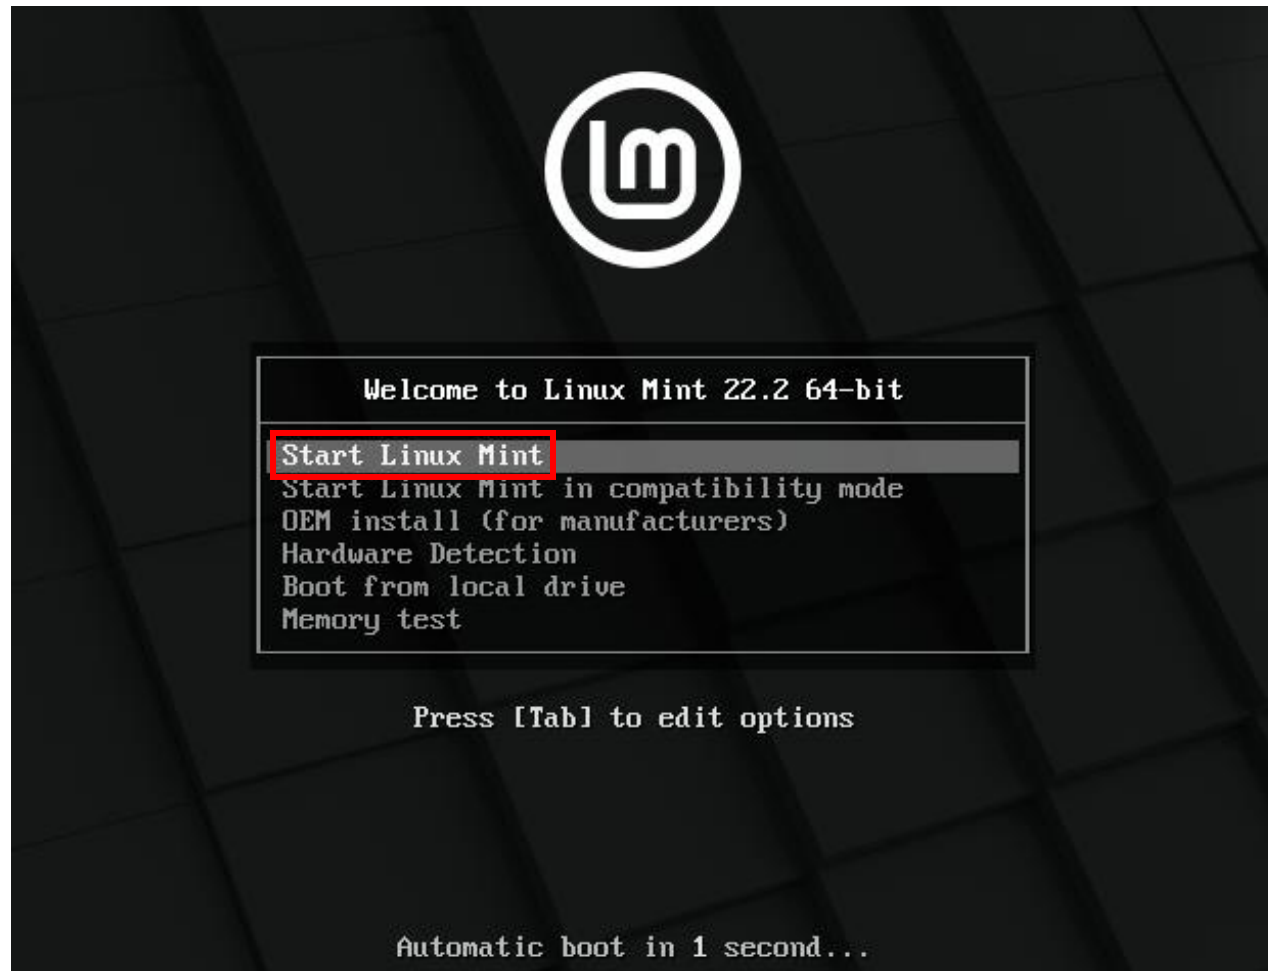 lm
Welcome to Linux Mint 22.2 64-bit
Start Linux Mint
Start Linux Mint in compatibility mode
OEM install (for manufacturers)
Hardware Detection
Boot from local drive
Memory test
Press [Tab] to edit options
Automatic boot in 1 second...